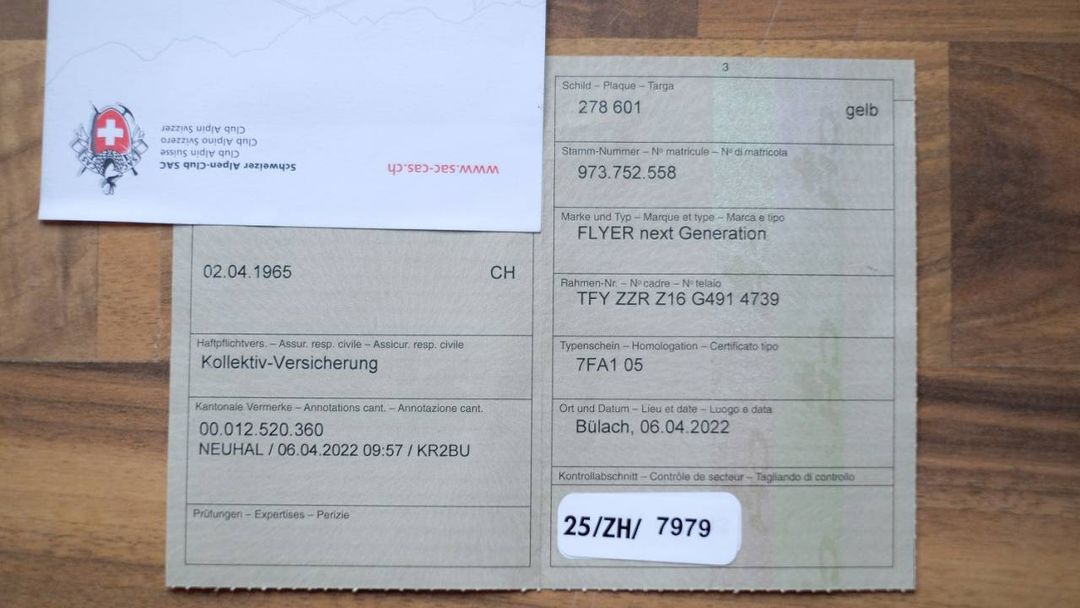 Schweizer Alpen-Club SAC
Club Alpin Suisse
Club Alpino Svizzero
Club Alpin Svizzer
www.sac-cas.ch
02.04.1965 CH
Haftpflichtvers. – Assur. resp. civile – Assicur. resp. civile
Kollektiv-Versicherung
Kantonale Vermerke – Annotations cant. – Annotazione cant.
00.012.520.360
NEUHAL / 06.04.2022 09:57 / KR2BU
Prüfungen – Expertises – Perizie
3
Schild – Plaque – Targa
278 601 gelb
Stamm-Nummer – Nº matricule – Nº di matricola
973.752.558
Marke und Typ – Marque et type – Marca e tipo
FLYER next Generation
Rahmen-Nr. – Nº cadre – Nº telaio
TFY ZZR Z16 G491 4739
Typenschein – Homologation – Certificato tipo
7FA1 05
Ort und Datum – Lieu et date – Luogo e data
Bülach, 06.04.2022
Kontrollabschnitt – Contrôle de secteur – Tagliando di controllo
25/ZH/ 7979